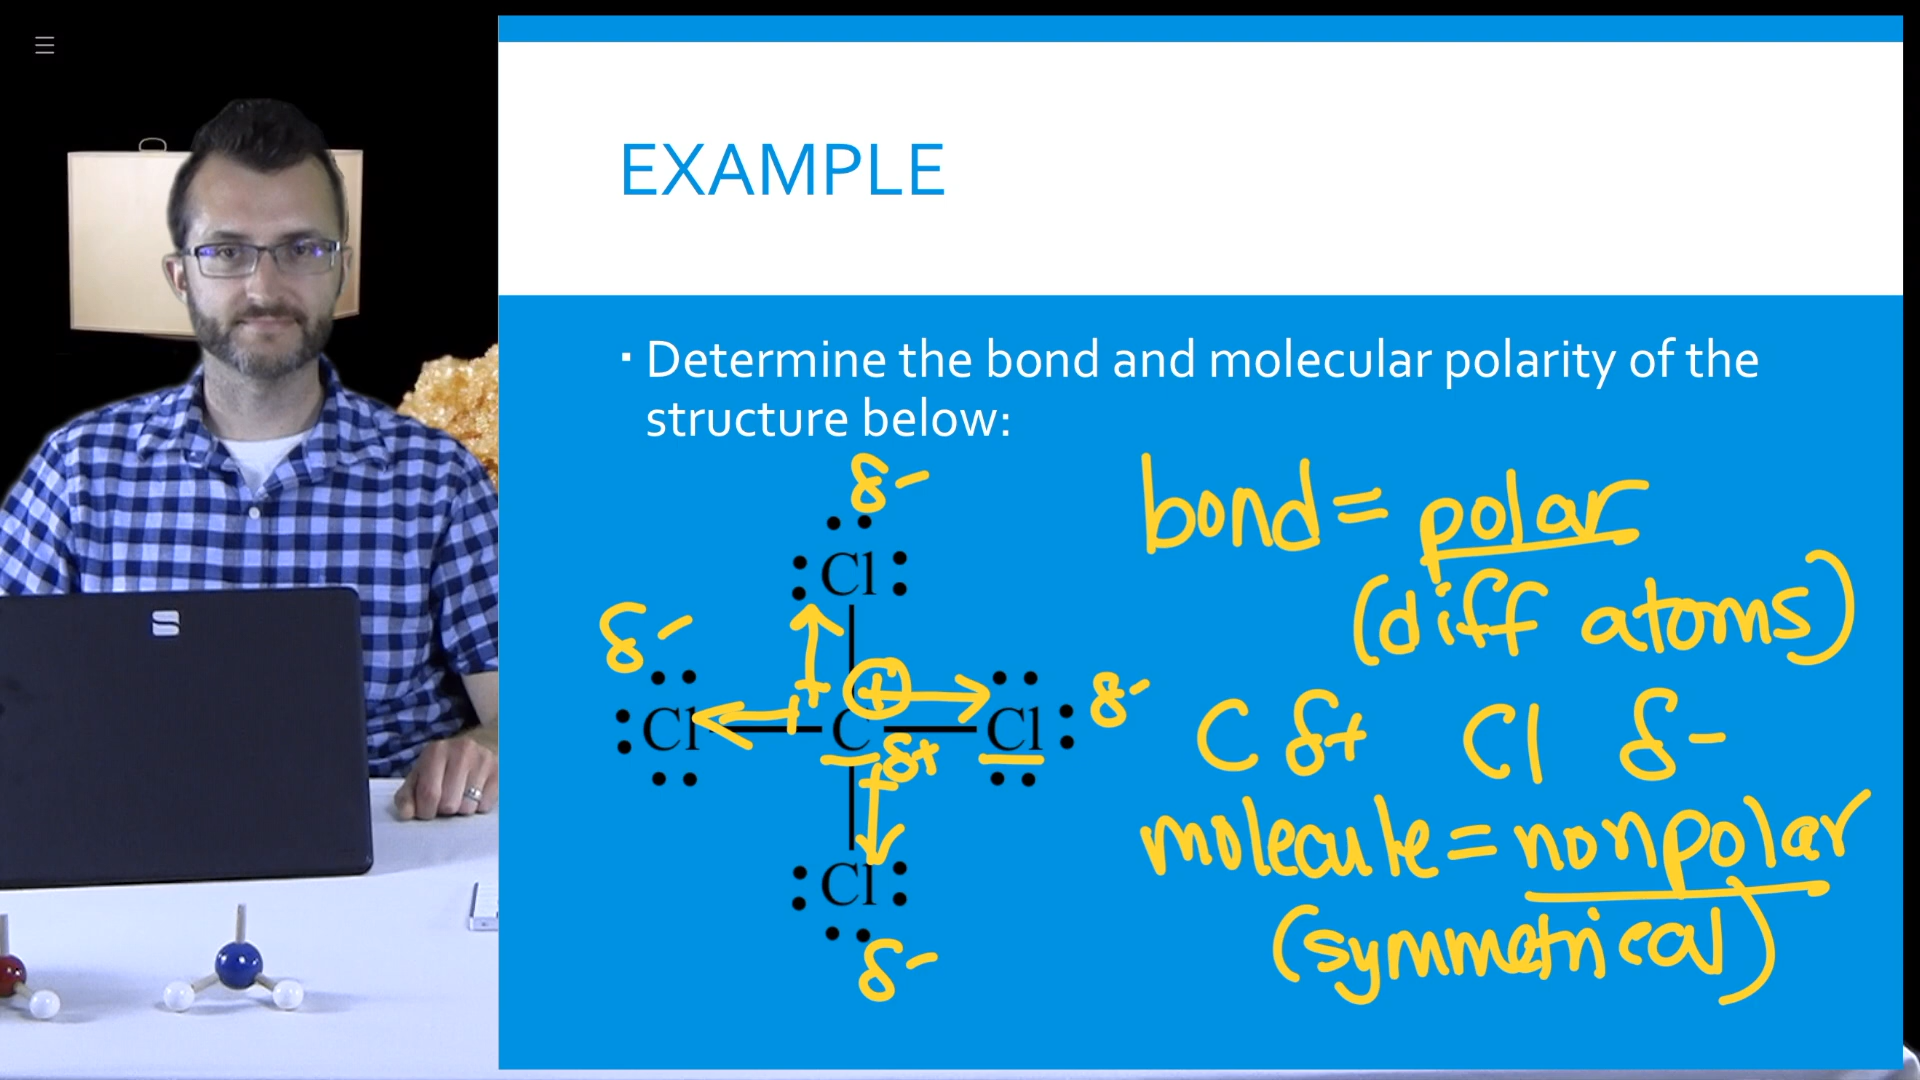 EXAMPLE
▪ Determine the bond and molecular polarity of the
structure below:
δ-
Cl
δ-
Cl C Cl δ-
δ+
Cl
δ-
bond = polar
(diff atoms)
C δ+ Cl δ-
molecule = nonpolar
(symmetrical)